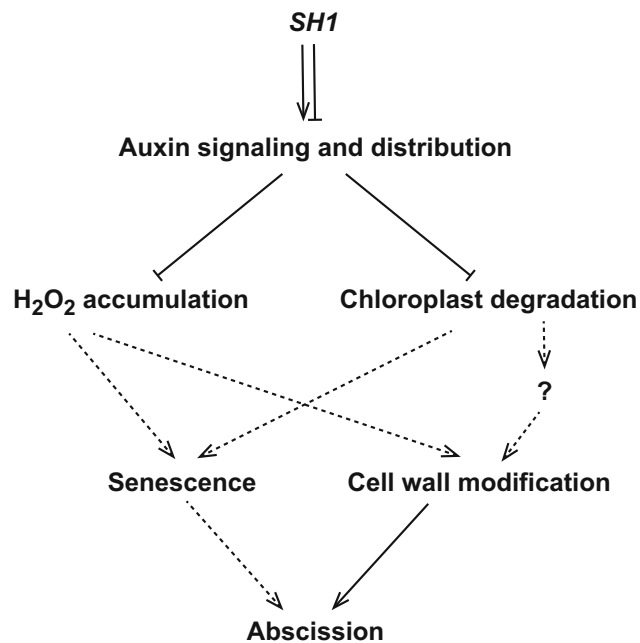 SH1
Auxin signaling and distribution
H₂O₂ accumulation
Chloroplast degradation
?
Senescence
Cell wall modification
Abscission